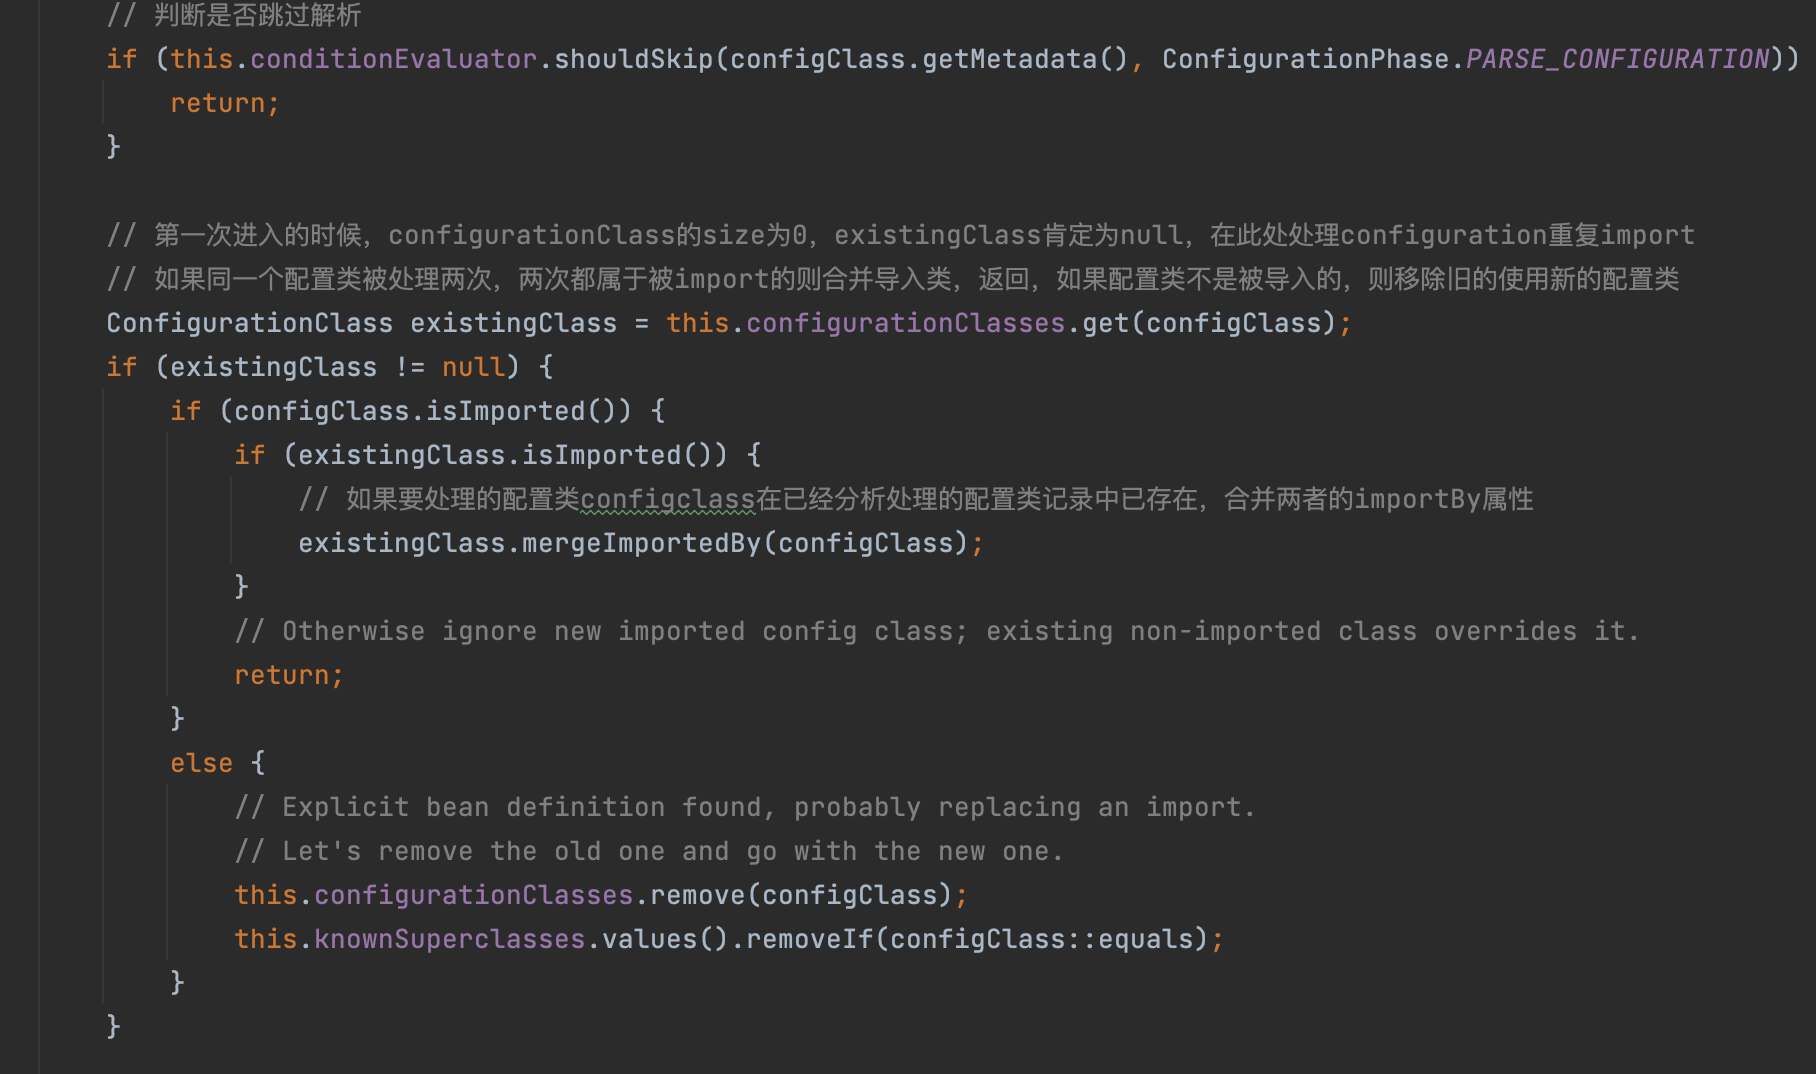 // 判断是否跳过解析
if (this.conditionEvaluator.shouldSkip(configClass.getMetadata(), ConfigurationPhase.PARSE_CONFIGURATION))
return;
}
// 第一次进入的时候，configurationClass的size为0，existingClass肯定为null，在此处处理configuration重复import
// 如果同一个配置类被处理两次，两次都属于被import的则合并导入类，返回，如果配置类不是被导入的，则移除旧的使用新的配置类
ConfigurationClass existingClass = this.configurationClasses.get(configClass);
if (existingClass != null) {
if (configClass.isImported()) {
if (existingClass.isImported()) {
// 如果要处理的配置类configclass在已经分析处理的配置类记录中已存在，合并两者的importBy属性
existingClass.mergeImportedBy(configClass);
}
// Otherwise ignore new imported config class; existing non-imported class overrides it.
return;
}
else {
// Explicit bean definition found, probably replacing an import.
// Let's remove the old one and go with the new one.
this.configurationClasses.remove(configClass);
this.knownSuperclasses.values().removeIf(configClass::equals);
}
}